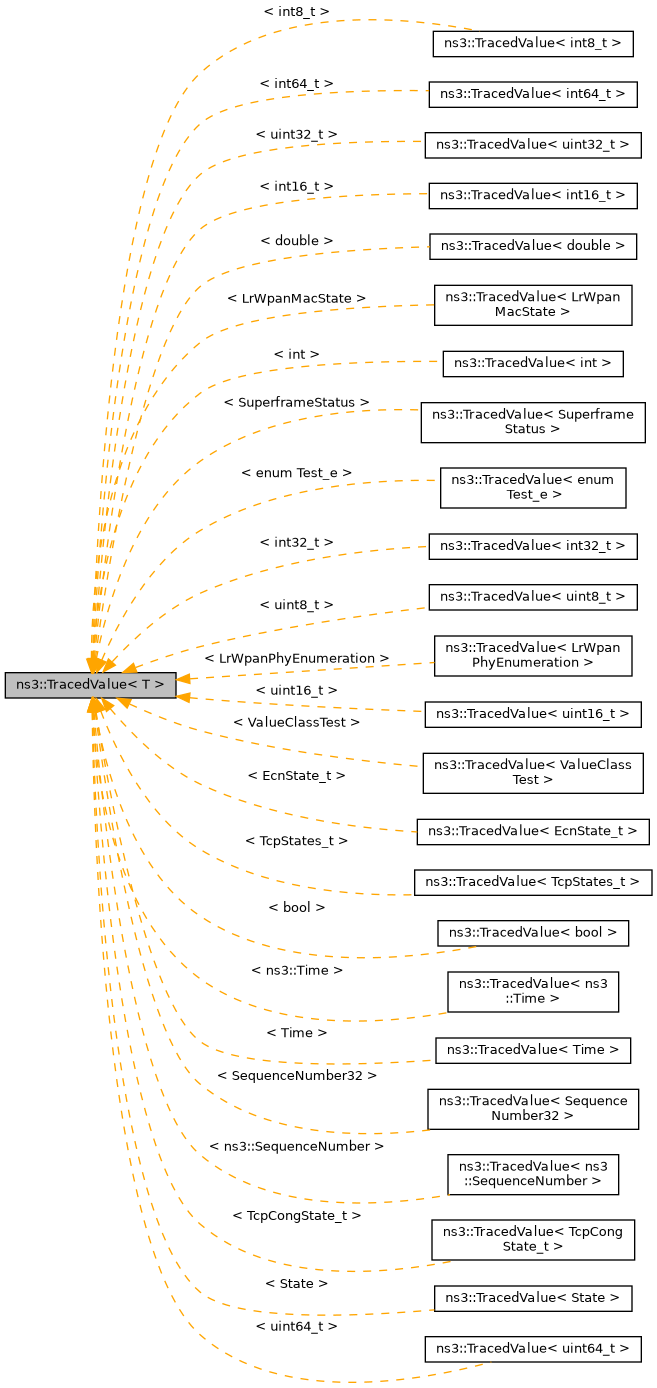 < int8_t >
ns3::TracedValue< int8_t >
< int64_t >
ns3::TracedValue< int64_t >
< uint32_t >
ns3::TracedValue< uint32_t >
< int16_t >
ns3::TracedValue< int16_t >
< double >
ns3::TracedValue< double >
< LrWpanMacState >
ns3::TracedValue< LrWpan
MacState >
< int >
ns3::TracedValue< int >
< SuperframeStatus >
ns3::TracedValue< Superframe
Status >
< enum Test_e >
ns3::TracedValue< enum
Test_e >
< int32_t >
ns3::TracedValue< int32_t >
< uint8_t >
ns3::TracedValue< uint8_t >
< LrWpanPhyEnumeration >
ns3::TracedValue< LrWpan
PhyEnumeration >
ns3::TracedValue< T >
< uint16_t >
ns3::TracedValue< uint16_t >
< ValueClassTest >
ns3::TracedValue< ValueClass
Test >
< EcnState_t >
ns3::TracedValue< EcnState_t >
< TcpStates_t >
ns3::TracedValue< TcpStates_t >
< bool >
ns3::TracedValue< bool >
< ns3::Time >
ns3::TracedValue< ns3
::Time >
< Time >
ns3::TracedValue< Time >
< SequenceNumber32 >
ns3::TracedValue< Sequence
Number32 >
< ns3::SequenceNumber >
ns3::TracedValue< ns3
::SequenceNumber >
< TcpCongState_t >
ns3::TracedValue< TcpCong
State_t >
< State >
ns3::TracedValue< State >
< uint64_t >
ns3::TracedValue< uint64_t >